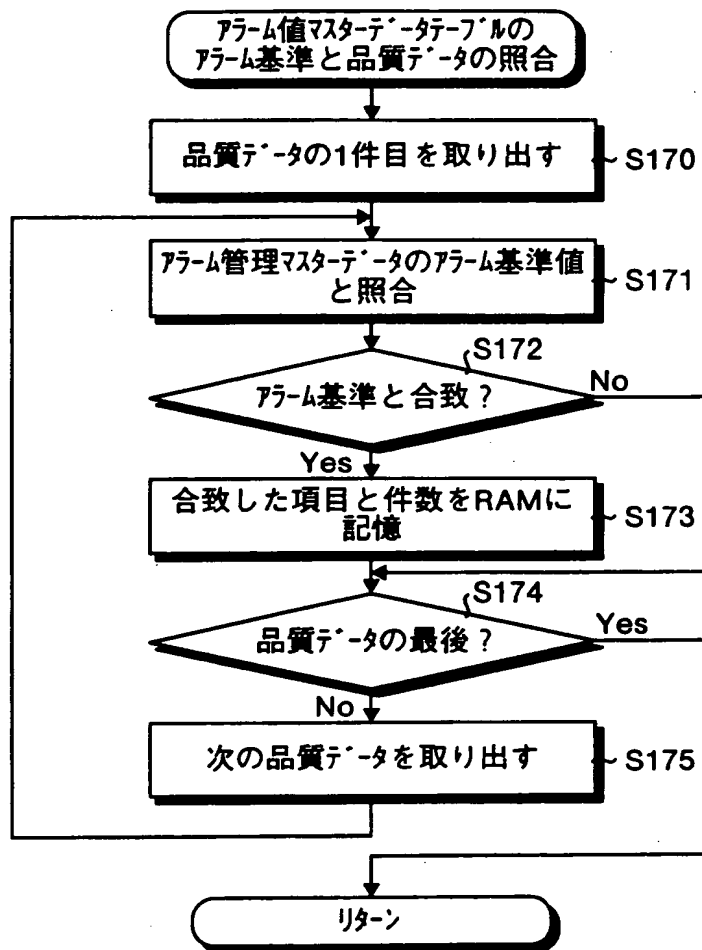 アラーム値マスターデータテーブルの
アラーム基準と品質データの照合
品質データの1件目を取り出す
S170
アラーム管理マスターデータのアラーム基準値
と照合
S171
S172
アラーム基準と合致?
No
Yes
合致した項目と件数をRAMに
記憶
S173
S174
品質データの最後?
Yes
No
次の品質データを取り出す
S175
リターン